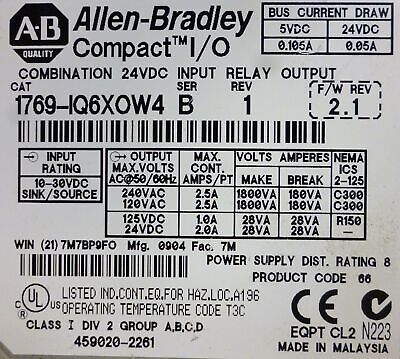 A-B
QUALITY
Allen-Bradley
Compact™ I/O
BUS CURRENT DRAW
5VDC 24VDC
0.105A 0.05A
COMBINATION 24VDC INPUT RELAY OUTPUT
CAT SER REV F/W REV
1769-IQ6XOW4 B 1 2.1
INPUT RATING
10-30VDC
SINK/SOURCE
OUTPUT MAX.VOLTS AC@50/60Hz MAX. CONT. AMPS/PT VOLTS MAKE AMPERES BREAK NEMA ICS 2-125
240VAC 2.5A 1800VA 180VA C300
120VAC 2.5A 1800VA 180VA C300
125VDC 1.0A 28VA 28VA R150
24VDC 2.0A 28VA 28VA —
WIN (21) 7M7BP9FO Mfg. 0904 Fac. 7M
POWER SUPPLY DIST. RATING 8
PRODUCT CODE 66
C UL US LISTED IND.CONT.EQ.FOR HAZ.LOC.A196
OPERATING TEMPERATURE CODE T3C
CLASS I DIV 2 GROUP A,B,C,D
459020-2261
CE
C N223
EQPT CL2
MADE IN MALAYSIA